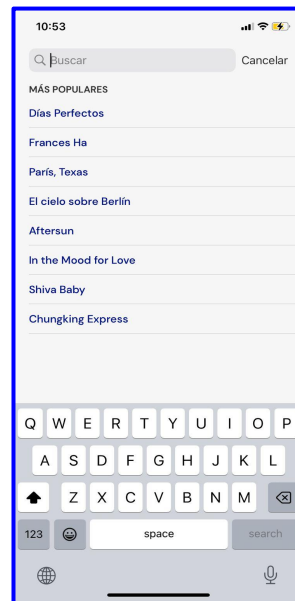 10:53
Buscar Cancelar
MÁS POPULARES
Días Perfectos
Frances Ha
París, Texas
El cielo sobre Berlín
Aftersun
In the Mood for Love
Shiva Baby
Chungking Express
Q W E R T Y U I O P
A S D F G H J K L
Z X C V B N M
123 space search